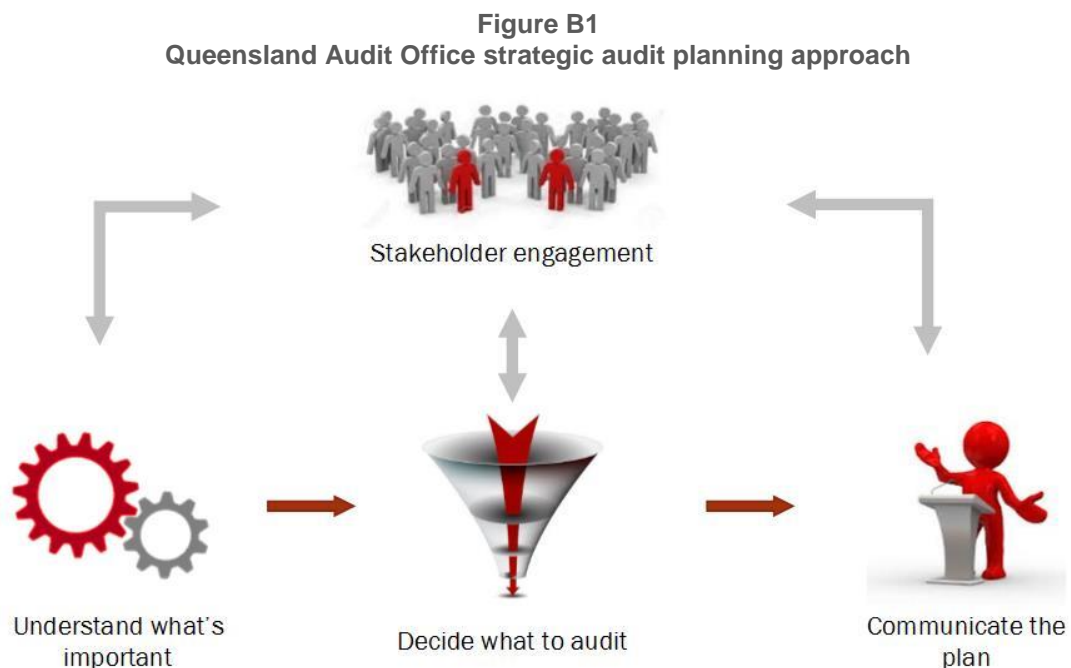 Figure B1
Queensland Audit Office strategic audit planning approach
Stakeholder engagement
Understand what's
important
Decide what to audit
Communicate the
plan